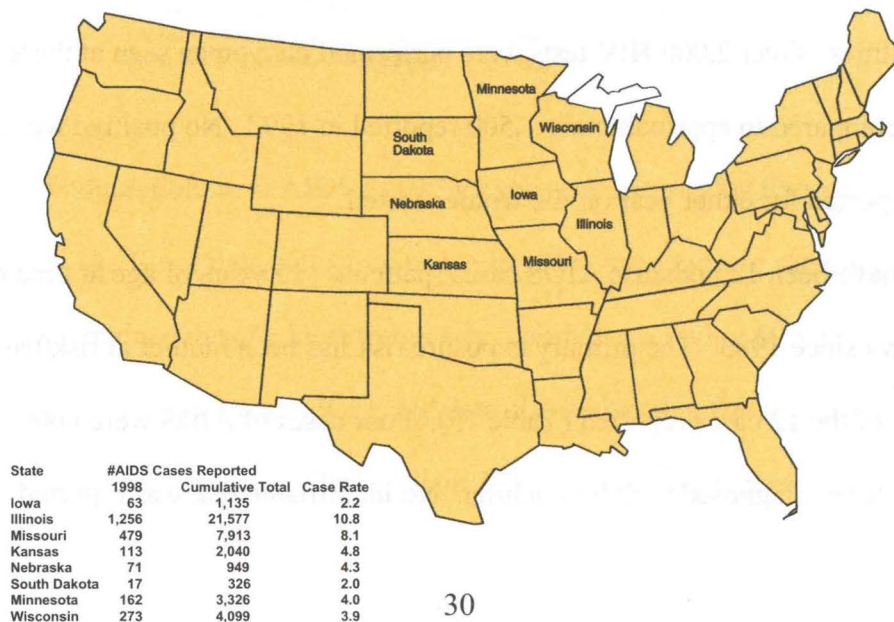 Minnesota
Wisconsin
South
Dakota
Iowa
Nebraska
Illinois
Kansas
Missouri
State #AIDS Cases Reported
1998 Cumulative Total Case Rate
Iowa 63 1,135 2.2
Illinois 1,256 21,577 10.8
Missouri 479 7,913 8.1
Kansas 113 2,040 4.8
Nebraska 71 949 4.3
South Dakota 17 326 2.0
Minnesota 162 3,326 4.0
Wisconsin 273 4,099 3.9
30